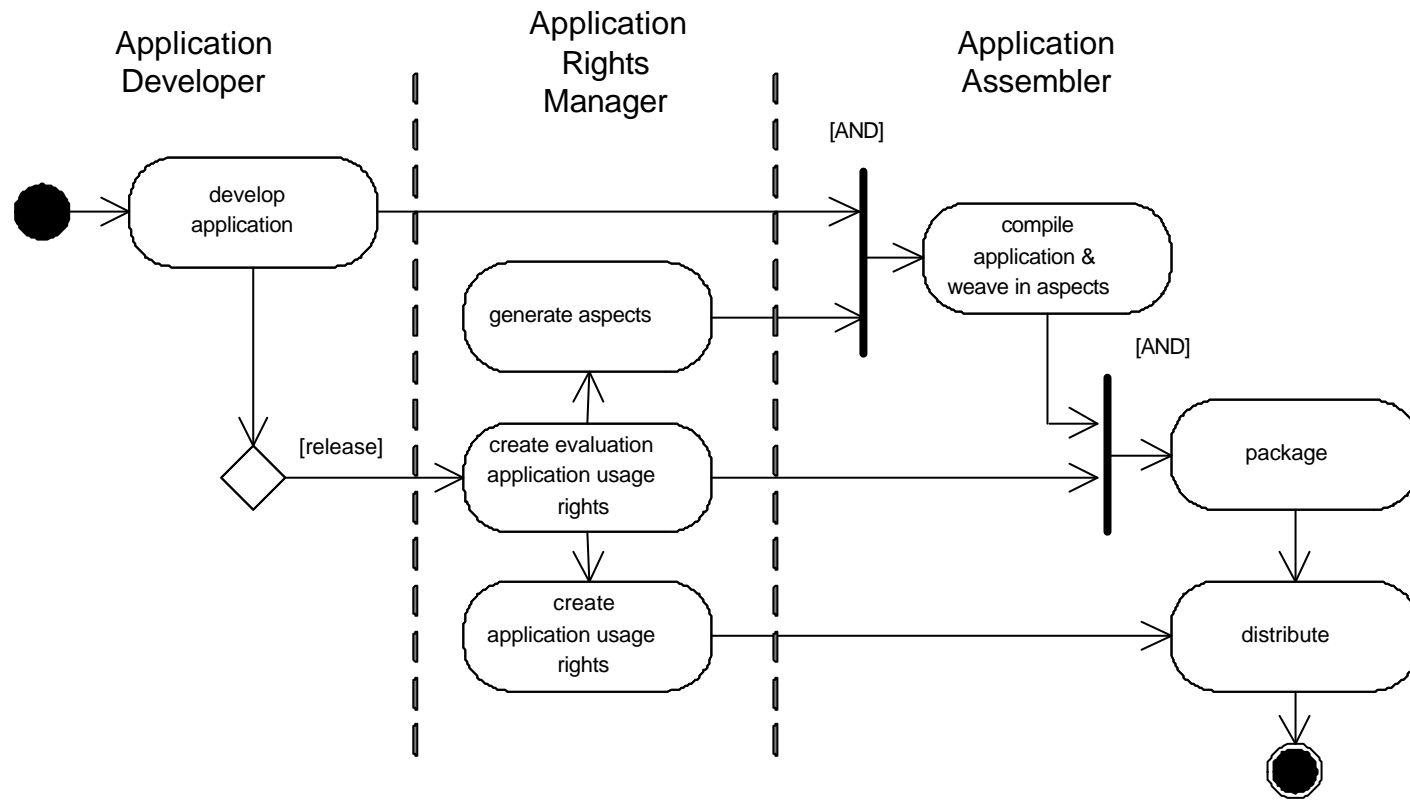 Application
Developer
Application
Rights
Manager
Application
Assembler
[AND]
develop
application
compile
application &
weave in aspects
generate aspects
[AND]
[release]
create evaluation
application usage
rights
package
create
application usage
rights
distribute